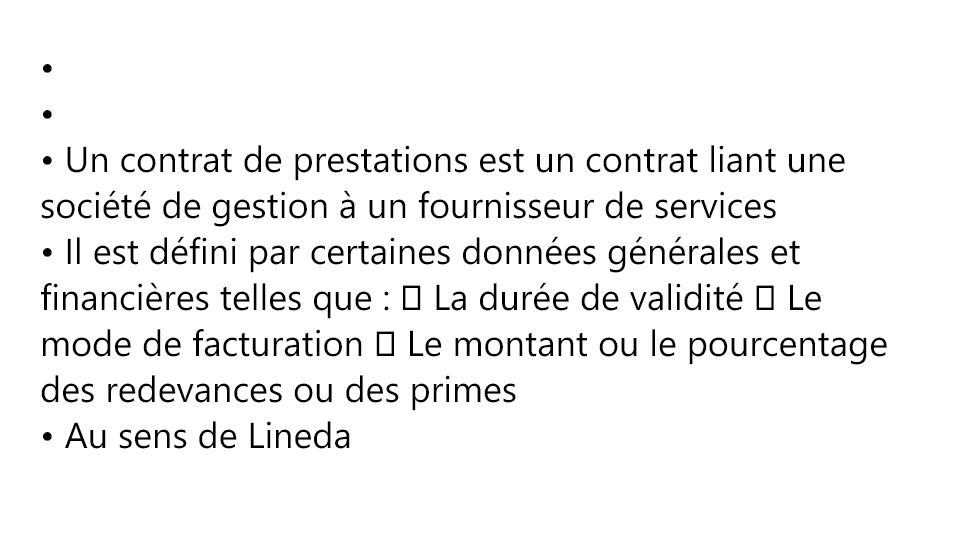 •
•
• Un contrat de prestations est un contrat liant une
société de gestion à un fournisseur de services
• Il est défini par certaines données générales et
financières telles que : ▯ La durée de validité ▯ Le
mode de facturation ▯ Le montant ou le pourcentage
des redevances ou des primes
• Au sens de Lineda